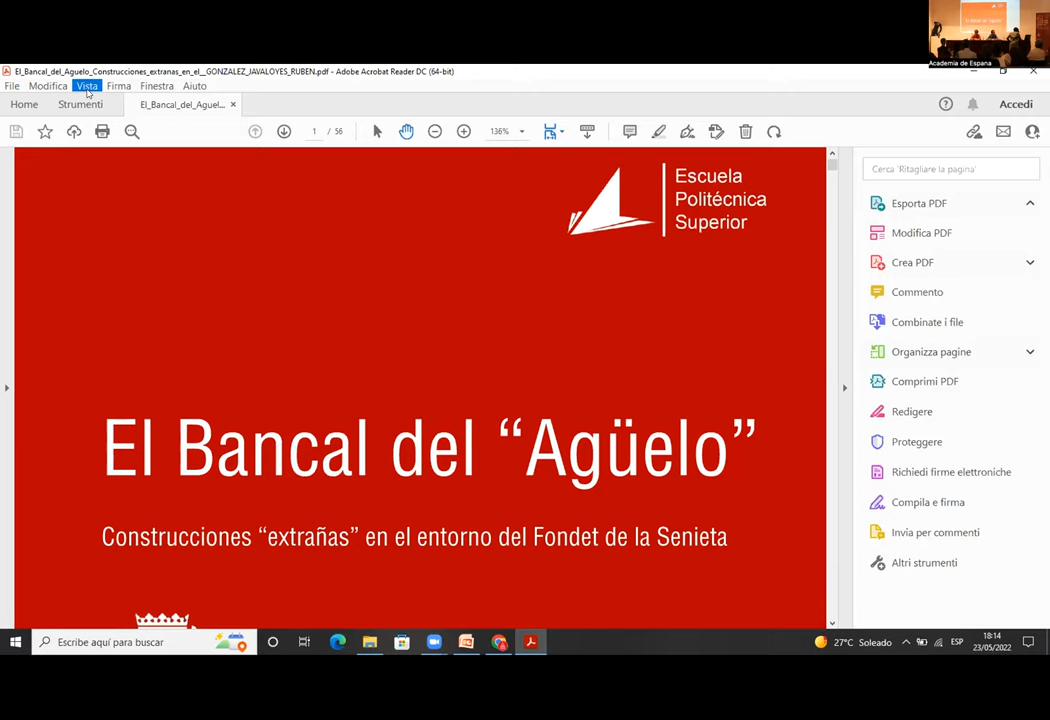 Academia de Espana
El_Bancal_del_Aguelo_Construcciones_extranas_en_el__GONZALEZ_JAVALOYES_RUBEN.pdf - Adobe Acrobat Reader DC (64-bit)
File Modifica Vista Firma Finestra Aiuto
Home Strumenti El_Bancal_del_Aguel... × Accedi
1 / 56 136%
Escuela
Politécnica
Superior
El Bancal del “Agüelo”
Construcciones “extrañas” en el entorno del Fondet de la Senieta
Cerca 'Ritagliare la pagina'
Esporta PDF
Modifica PDF
Crea PDF
Commento
Combinate i file
Organizza pagine
Comprimi PDF
Redigere
Proteggere
Richiedi firme elettroniche
Compila e firma
Invia per commenti
Altri strumenti
Escribe aquí para buscar
27°C Soleado ESP
18:14
23/05/2022